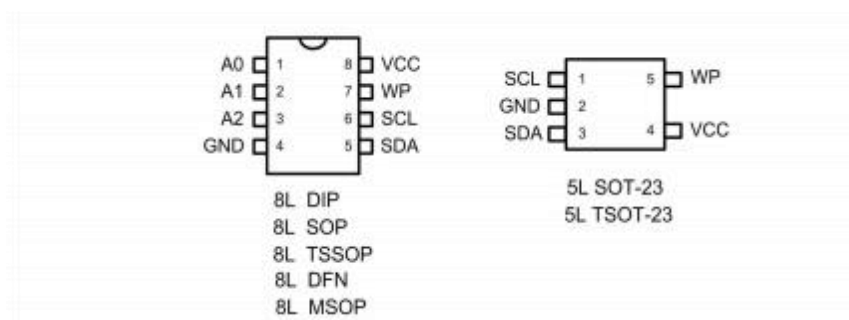 A0 1 8 VCC
A1 2 7 WP
A2 3 6 SCL
GND 4 5 SDA
8L DIP
8L SOP
8L TSSOP
8L DFN
8L MSOP
SCL 1 5 WP
GND 2
SDA 3 4 VCC
5L SOT-23
5L TSOT-23